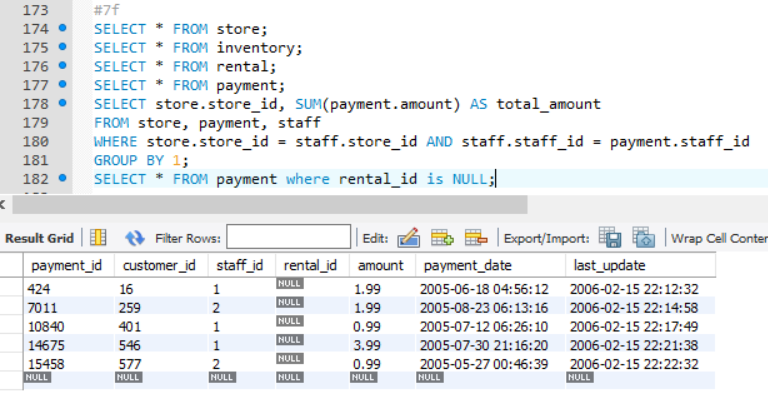 173 #7f
174 SELECT * FROM store;
175 SELECT * FROM inventory;
176 SELECT * FROM rental;
177 SELECT * FROM payment;
178 SELECT store.store_id, SUM(payment.amount) AS total_amount
179 FROM store, payment, staff
180 WHERE store.store_id = staff.store_id AND staff.staff_id = payment.staff_id
181 GROUP BY 1;
182 SELECT * FROM payment where rental_id is NULL;
Result Grid Filter Rows: Edit: Export/Import: Wrap Cell Conter
payment_id customer_id staff_id rental_id amount payment_date last_update
424 16 1 NULL 1.99 2005-06-18 04:56:12 2006-02-15 22:12:32
7011 259 2 NULL 1.99 2005-08-23 06:13:16 2006-02-15 22:14:58
10840 401 1 NULL 0.99 2005-07-12 06:26:10 2006-02-15 22:17:49
14675 546 1 NULL 3.99 2005-07-30 21:16:20 2006-02-15 22:21:38
15458 577 2 NULL 0.99 2005-05-27 00:46:39 2006-02-15 22:22:32
NULL NULL NULL NULL NULL NULL NULL